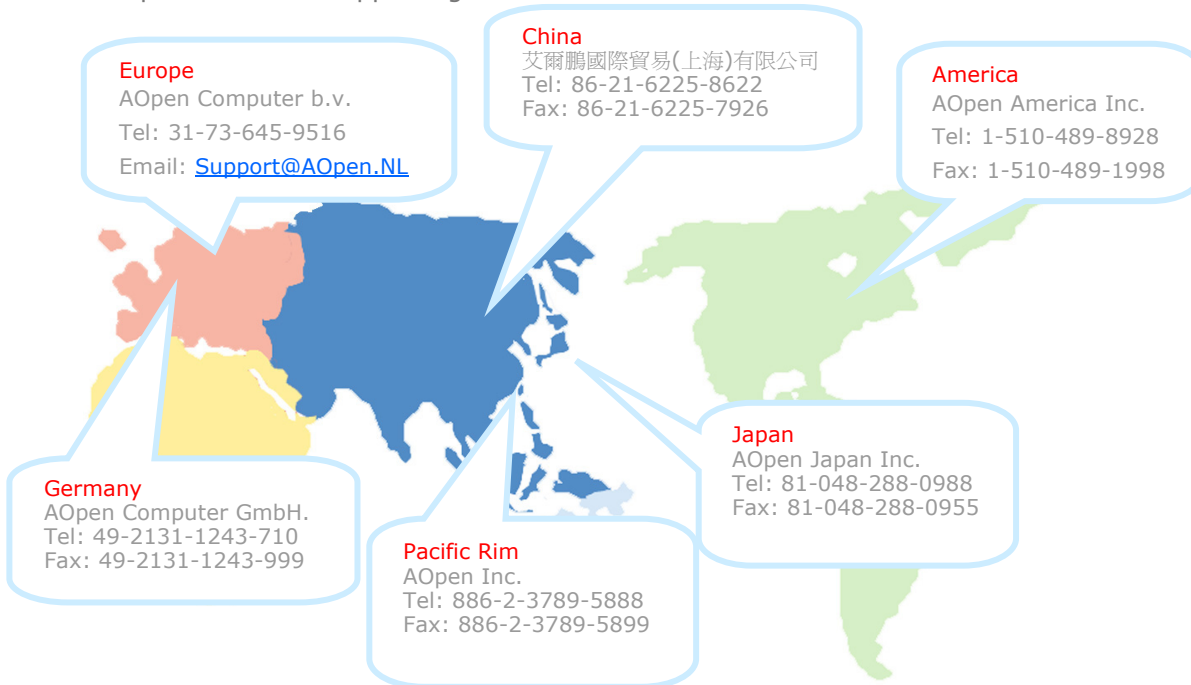 Europe
AOpen Computer b.v.
Tel: 31-73-645-9516
Email: Support@AOpen.NL
China
艾爾鵬國際貿易(上海)有限公司
Tel: 86-21-6225-8622
Fax: 86-21-6225-7926
America
AOpen America Inc.
Tel: 1-510-489-8928
Fax: 1-510-489-1998
Germany
AOpen Computer GmbH.
Tel: 49-2131-1243-710
Fax: 49-2131-1243-999
Pacific Rim
AOpen Inc.
Tel: 886-2-3789-5888
Fax: 886-2-3789-5899
Japan
AOpen Japan Inc.
Tel: 81-048-288-0988
Fax: 81-048-288-0955